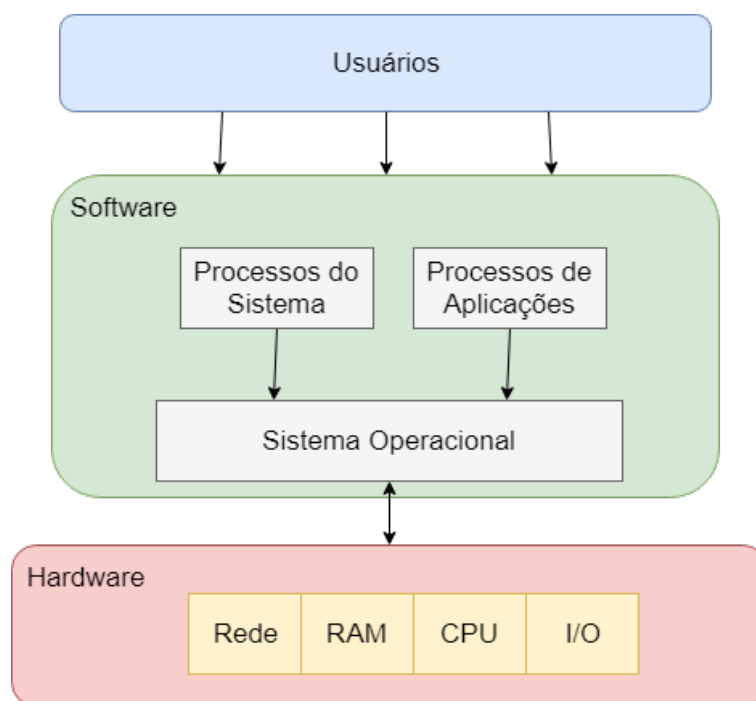 Usuários
Software
Processos do
Sistema
Processos de
Aplicações
Sistema Operacional
Hardware
Rede
RAM
CPU
I/O